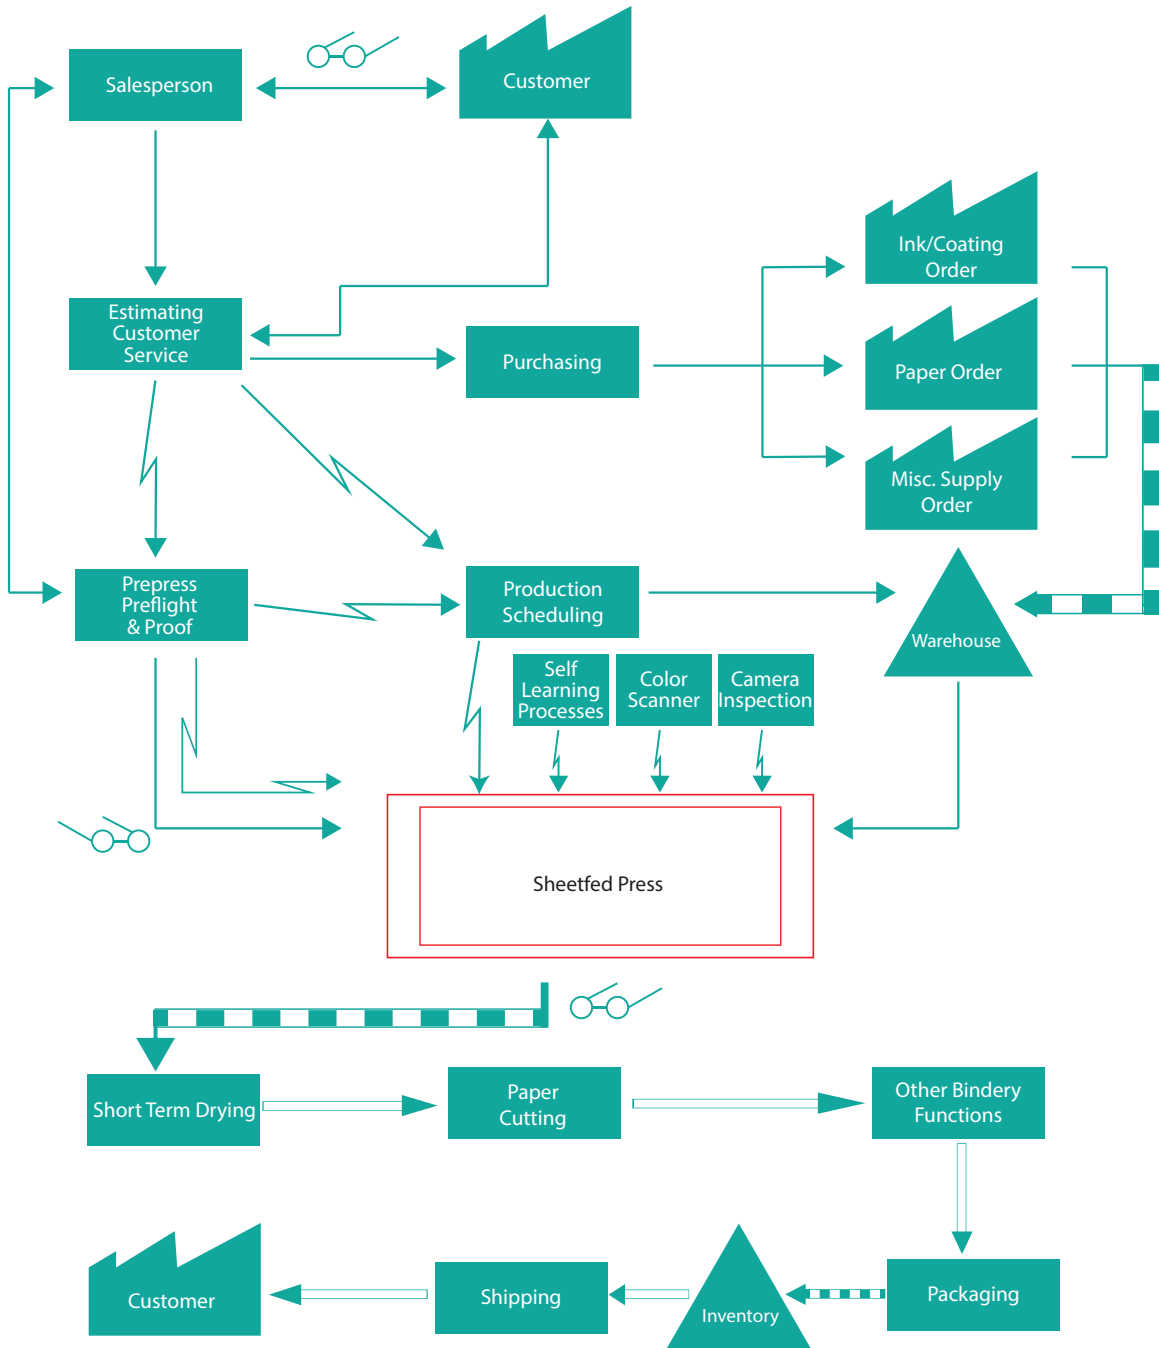 Salesperson
Customer
Ink/Coating
Order
Estimating
Customer
Service
Purchasing
Paper Order
Misc. Supply
Order
Prepress
Preflight
& Proof
Production
Scheduling
Warehouse
Self
Learning
Processes
Color
Scanner
Camera
Inspection
Sheetfed Press
Short Term Drying
Paper
Cutting
Other Bindery
Functions
Customer
Shipping
Inventory
Packaging